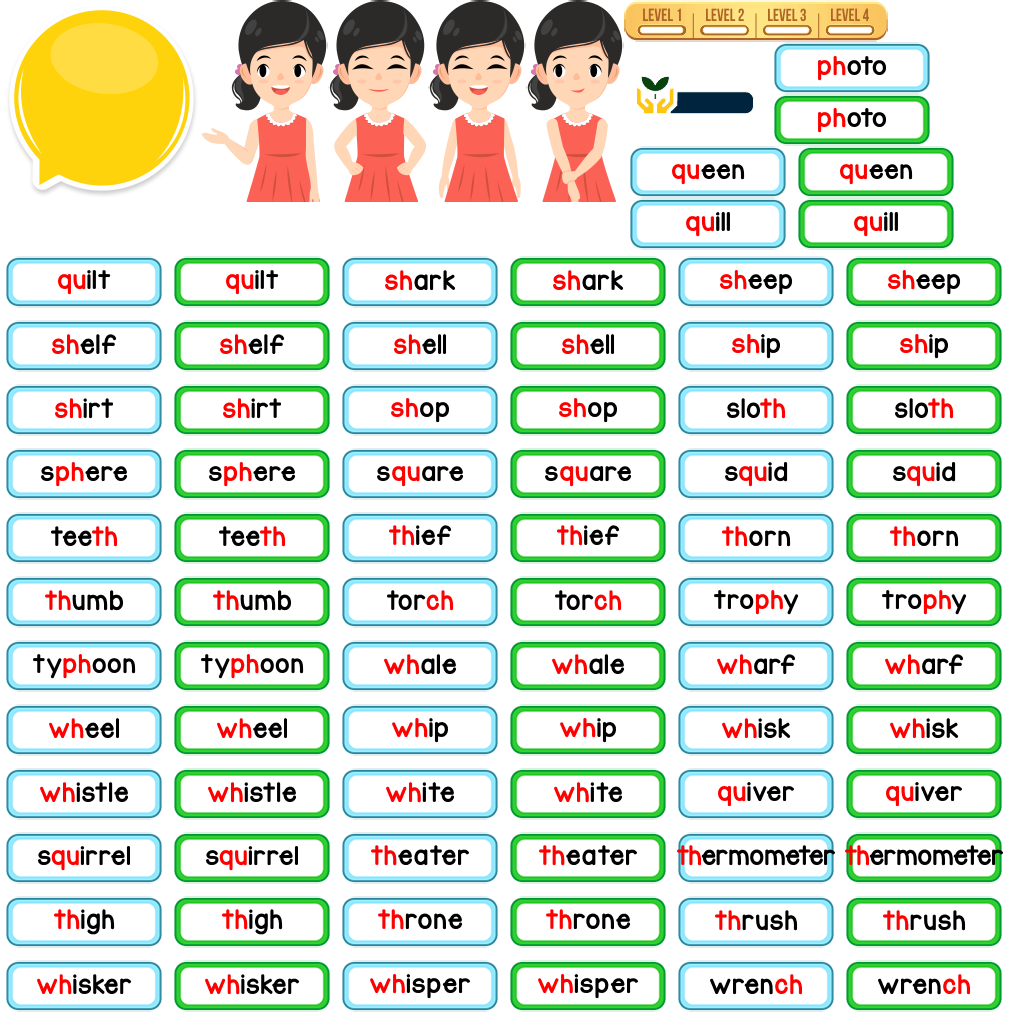 LEVEL 1 LEVEL 2 LEVEL 3 LEVEL 4
photo
photo
queen queen
quill quill
quilt quilt shark shark sheep sheep
shelf shelf shell shell ship ship
shirt shirt shop shop sloth sloth
sphere sphere square square squid squid
teeth teeth thief thief thorn thorn
thumb thumb torch torch trophy trophy
typhoon typhoon whale whale wharf wharf
wheel wheel whip whip whisk whisk
whistle whistle white white quiver quiver
squirrel squirrel theater theater thermometer thermometer
thigh thigh throne throne thrush thrush
whisker whisker whisper whisper wrench wrench